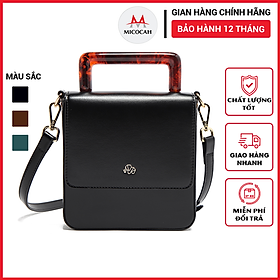 MICOCAH
GIAN HÀNG CHÍNH HÃNG
BẢO HÀNH 12 THÁNG
MÀU SẮC
CHẤT LƯỢNG
TỐT
GIAO HÀNG
NHANH
MIỄN PHÍ
ĐỔI TRẢ